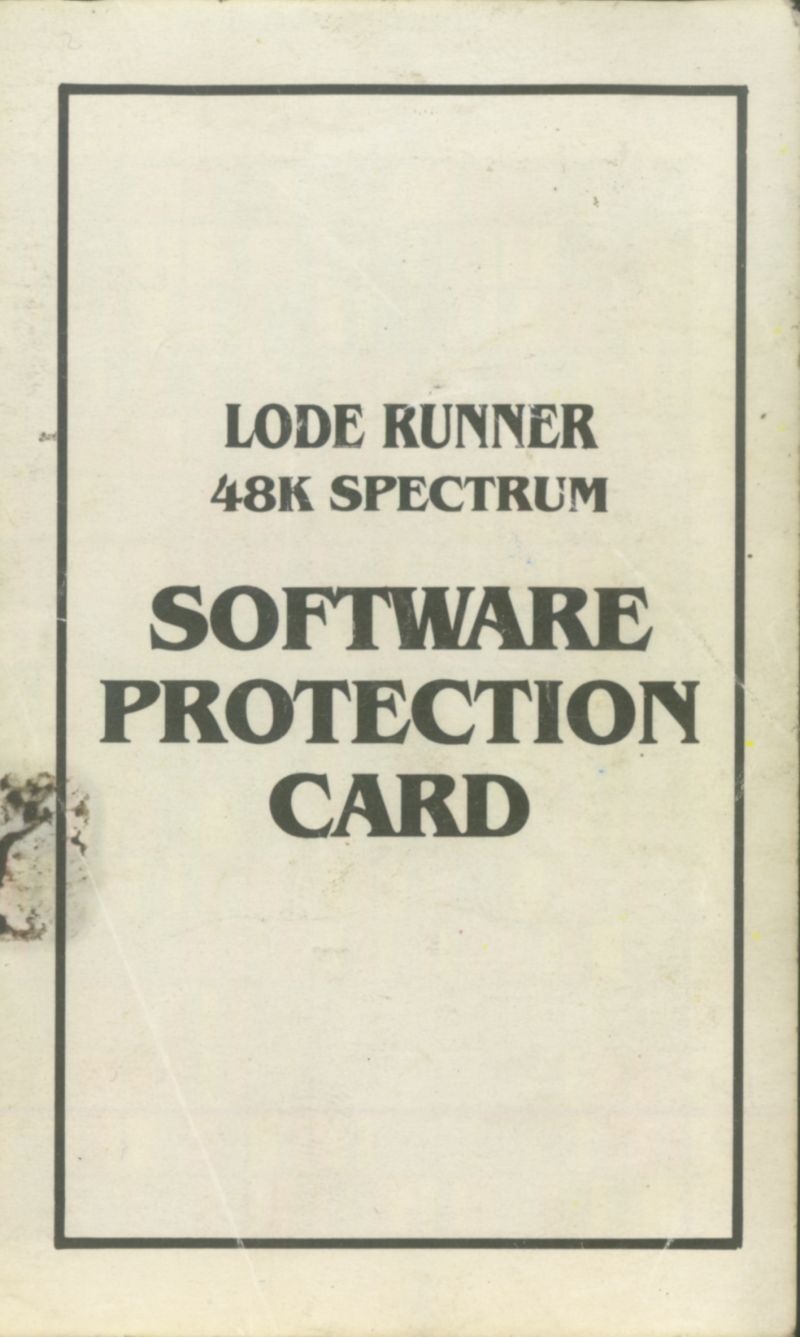 LODE RUNNER
48K SPECTRUM
SOFTWARE
PROTECTION
CARD